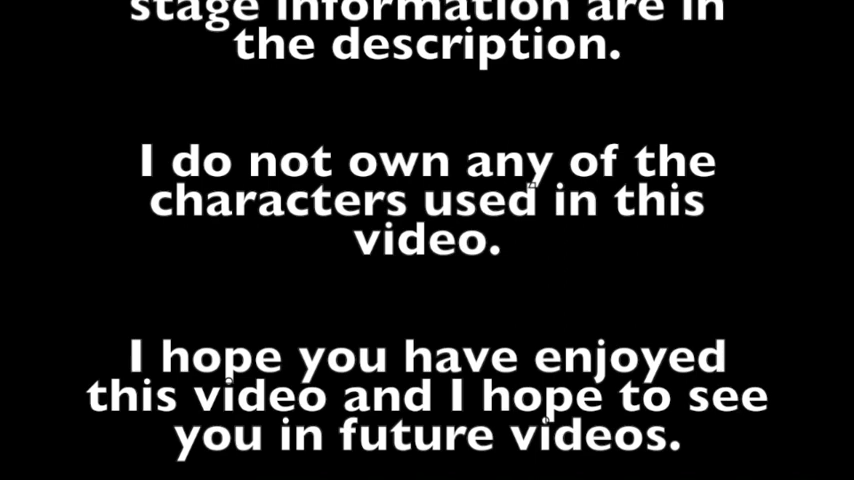 stage information are in
the description.
I do not own any of the
characters used in this
video.
I hope you have enjoyed
this video and I hope to see
you in future videos.